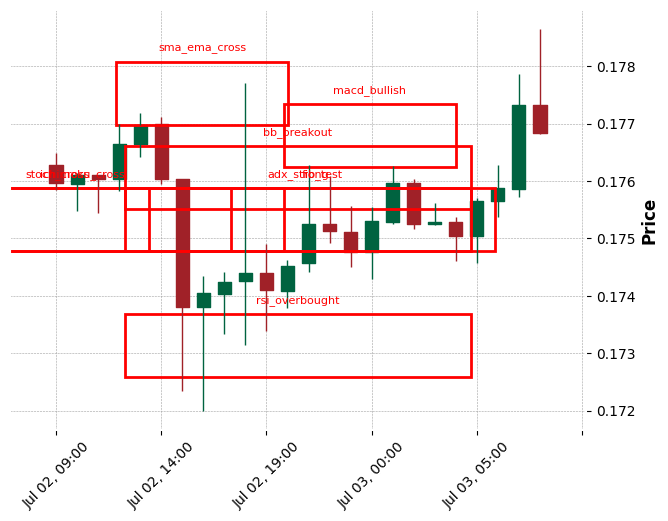 sma_ema_cross
macd_bullish
bb_breakout
rsi_overbought
0.178
0.177
0.176
0.175
0.174
0.173
0.172
Price
Jul 02, 09:00
Jul 02, 14:00
Jul 02, 19:00
Jul 03, 00:00
Jul 03, 05:00